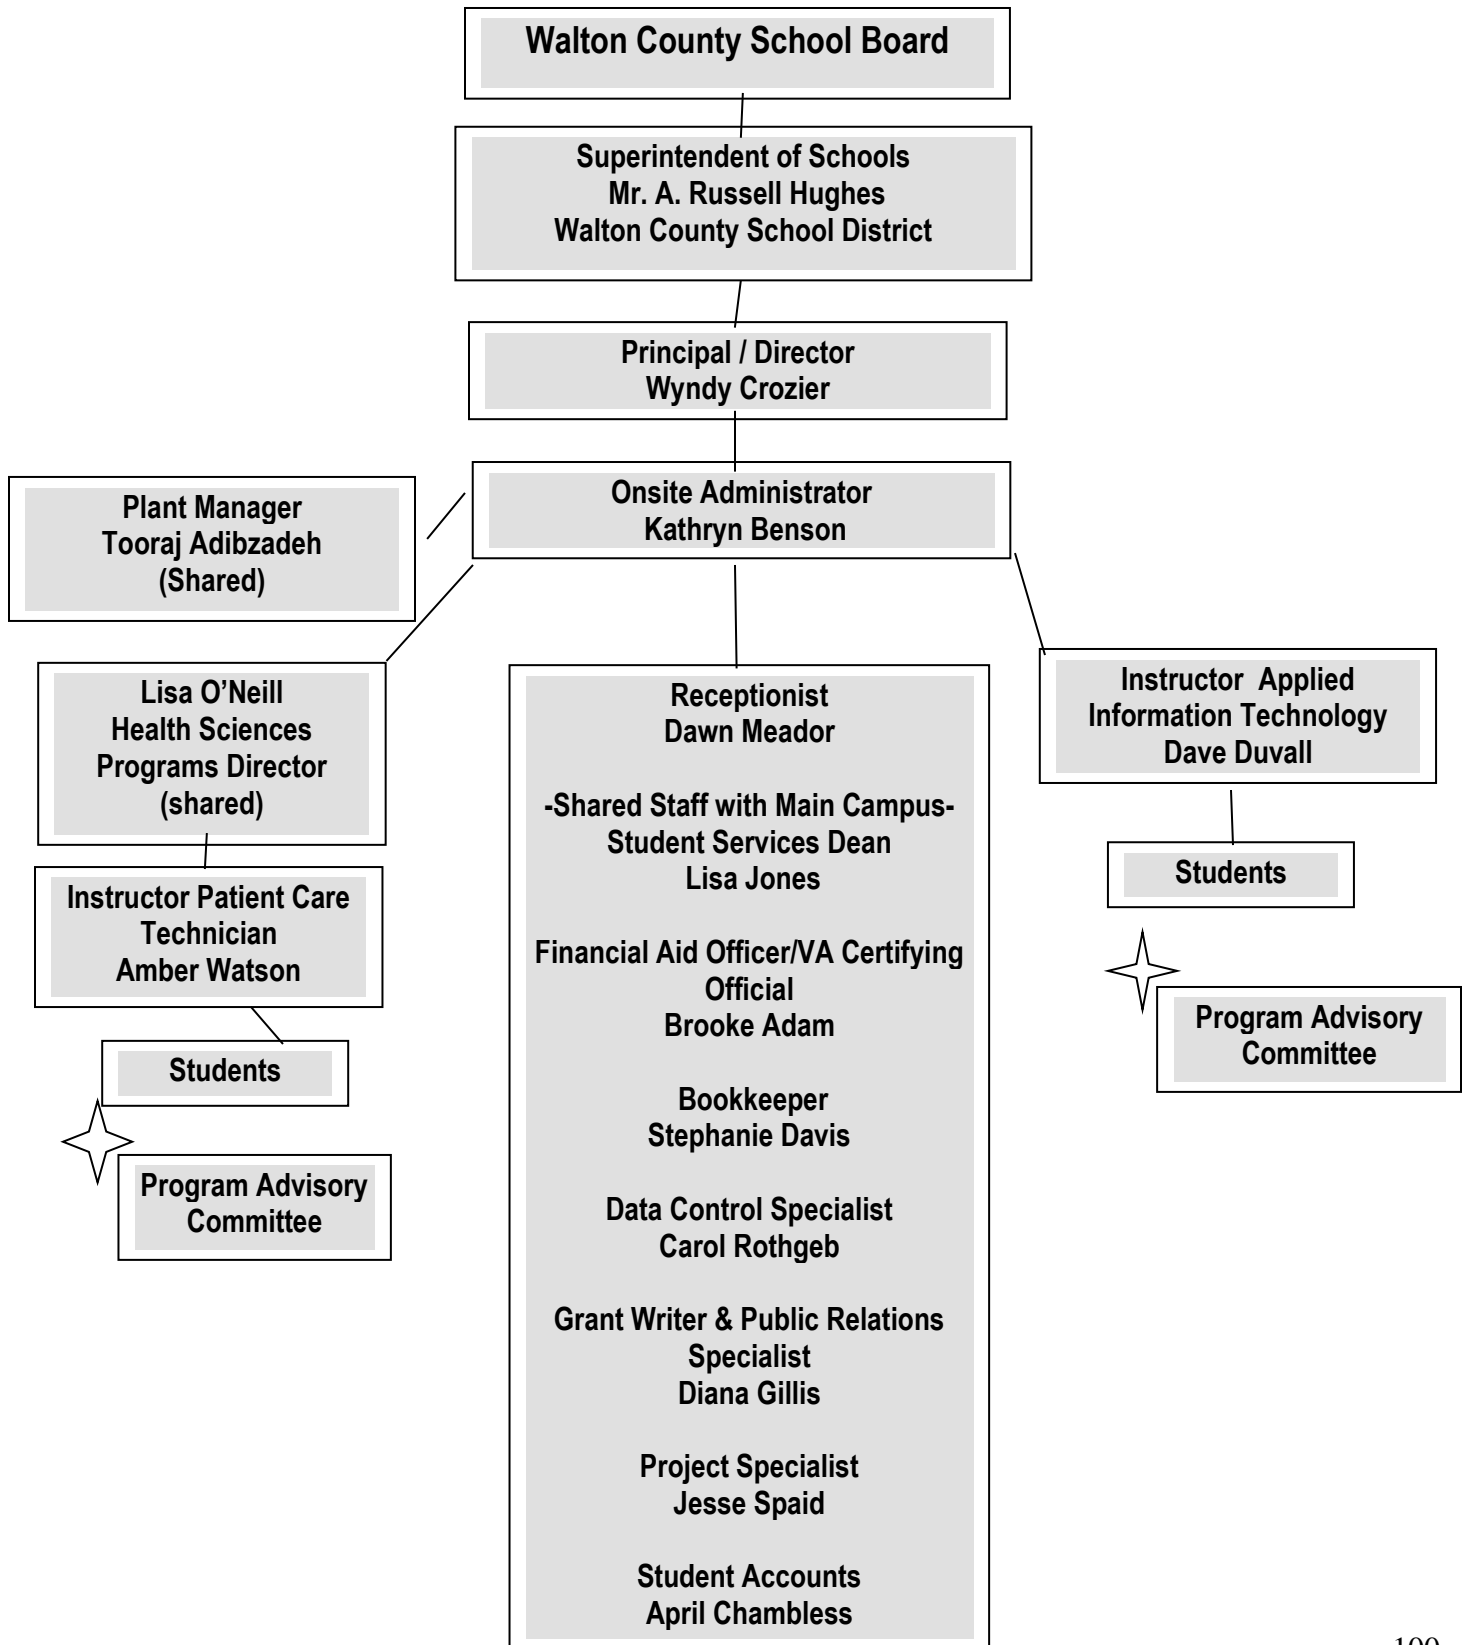 Walton County School Board
Superintendent of Schools
Mr. A. Russell Hughes
Walton County School District
Principal / Director
Wyndy Crozier
Onsite Administrator
Kathryn Benson
Plant Manager
Tooraj Adibzadeh
(Shared)
Lisa O’Neill
Health Sciences
Programs Director
(shared)
Instructor Patient Care
Technician
Amber Watson
Students
Program Advisory
Committee
Receptionist
Dawn Meador
-Shared Staff with Main Campus-
Student Services Dean
Lisa Jones
Financial Aid Officer/VA Certifying
Official
Brooke Adam
Bookkeeper
Stephanie Davis
Data Control Specialist
Carol Rothgeb
Grant Writer & Public Relations
Specialist
Diana Gillis
Project Specialist
Jesse Spaid
Student Accounts
April Chambless
Instructor  Applied
Information Technology
Dave Duvall
Students
Program Advisory
Committee